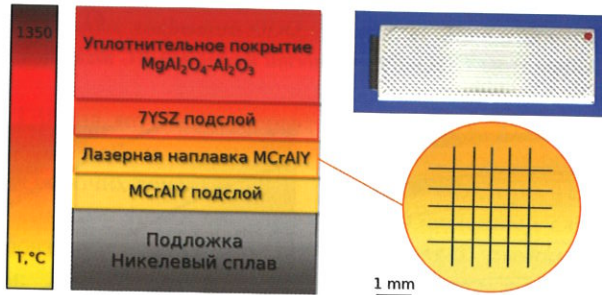 1350
Т,°С
Уплотнительное покрытие
MgAl₂O₄-Al₂O₃
7YSZ подслой
Лазерная наплавка MCrAlY
MCrAlY подслой
Подложка
Никелевый сплав
1 mm